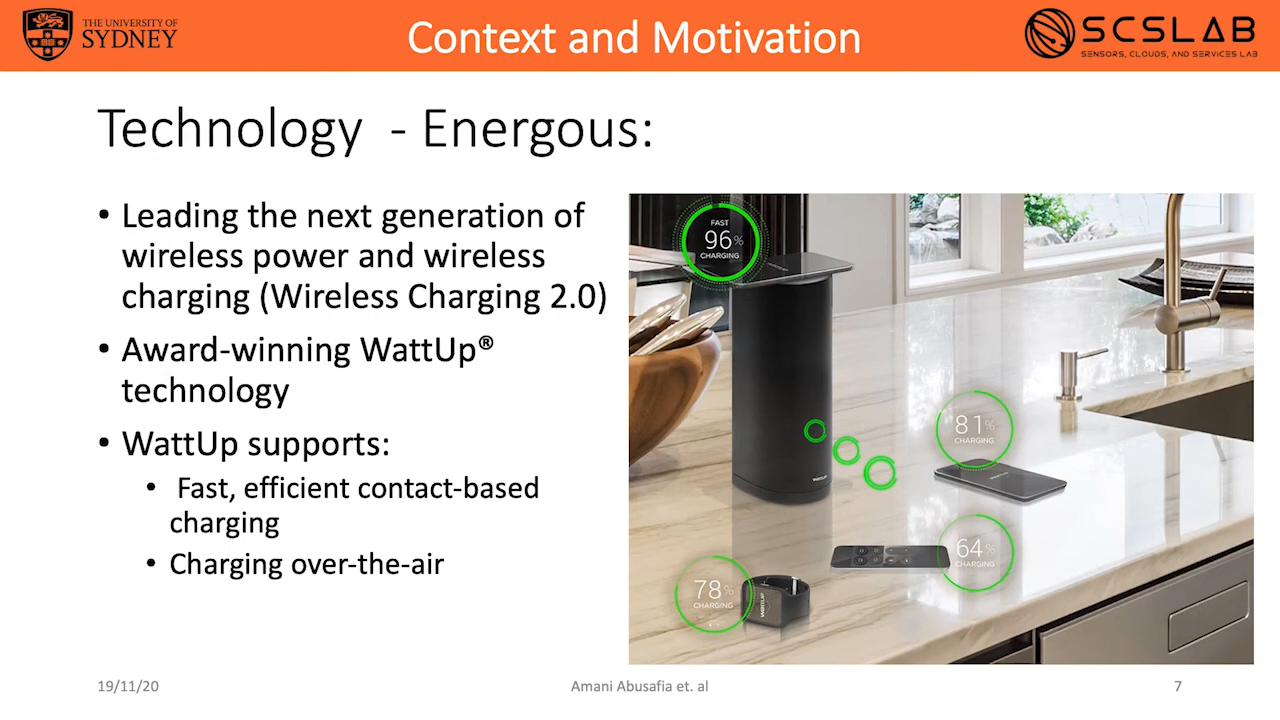 THE UNIVERSITY OF
SYDNEY
Context and Motivation
SCSLAB
SENSORS, CLOUDS, AND SERVICES LAB
Technology - Energous:
• Leading the next generation of
wireless power and wireless
charging (Wireless Charging 2.0)
• Award-winning WattUp®
technology
• WattUp supports:
• Fast, efficient contact-based
charging
• Charging over-the-air
FAST
96%
CHARGING
81%
CHARGING
64%
CHARGING
78%
CHARGING
WATTUP
19/11/20
Amani Abusafia et. al
7